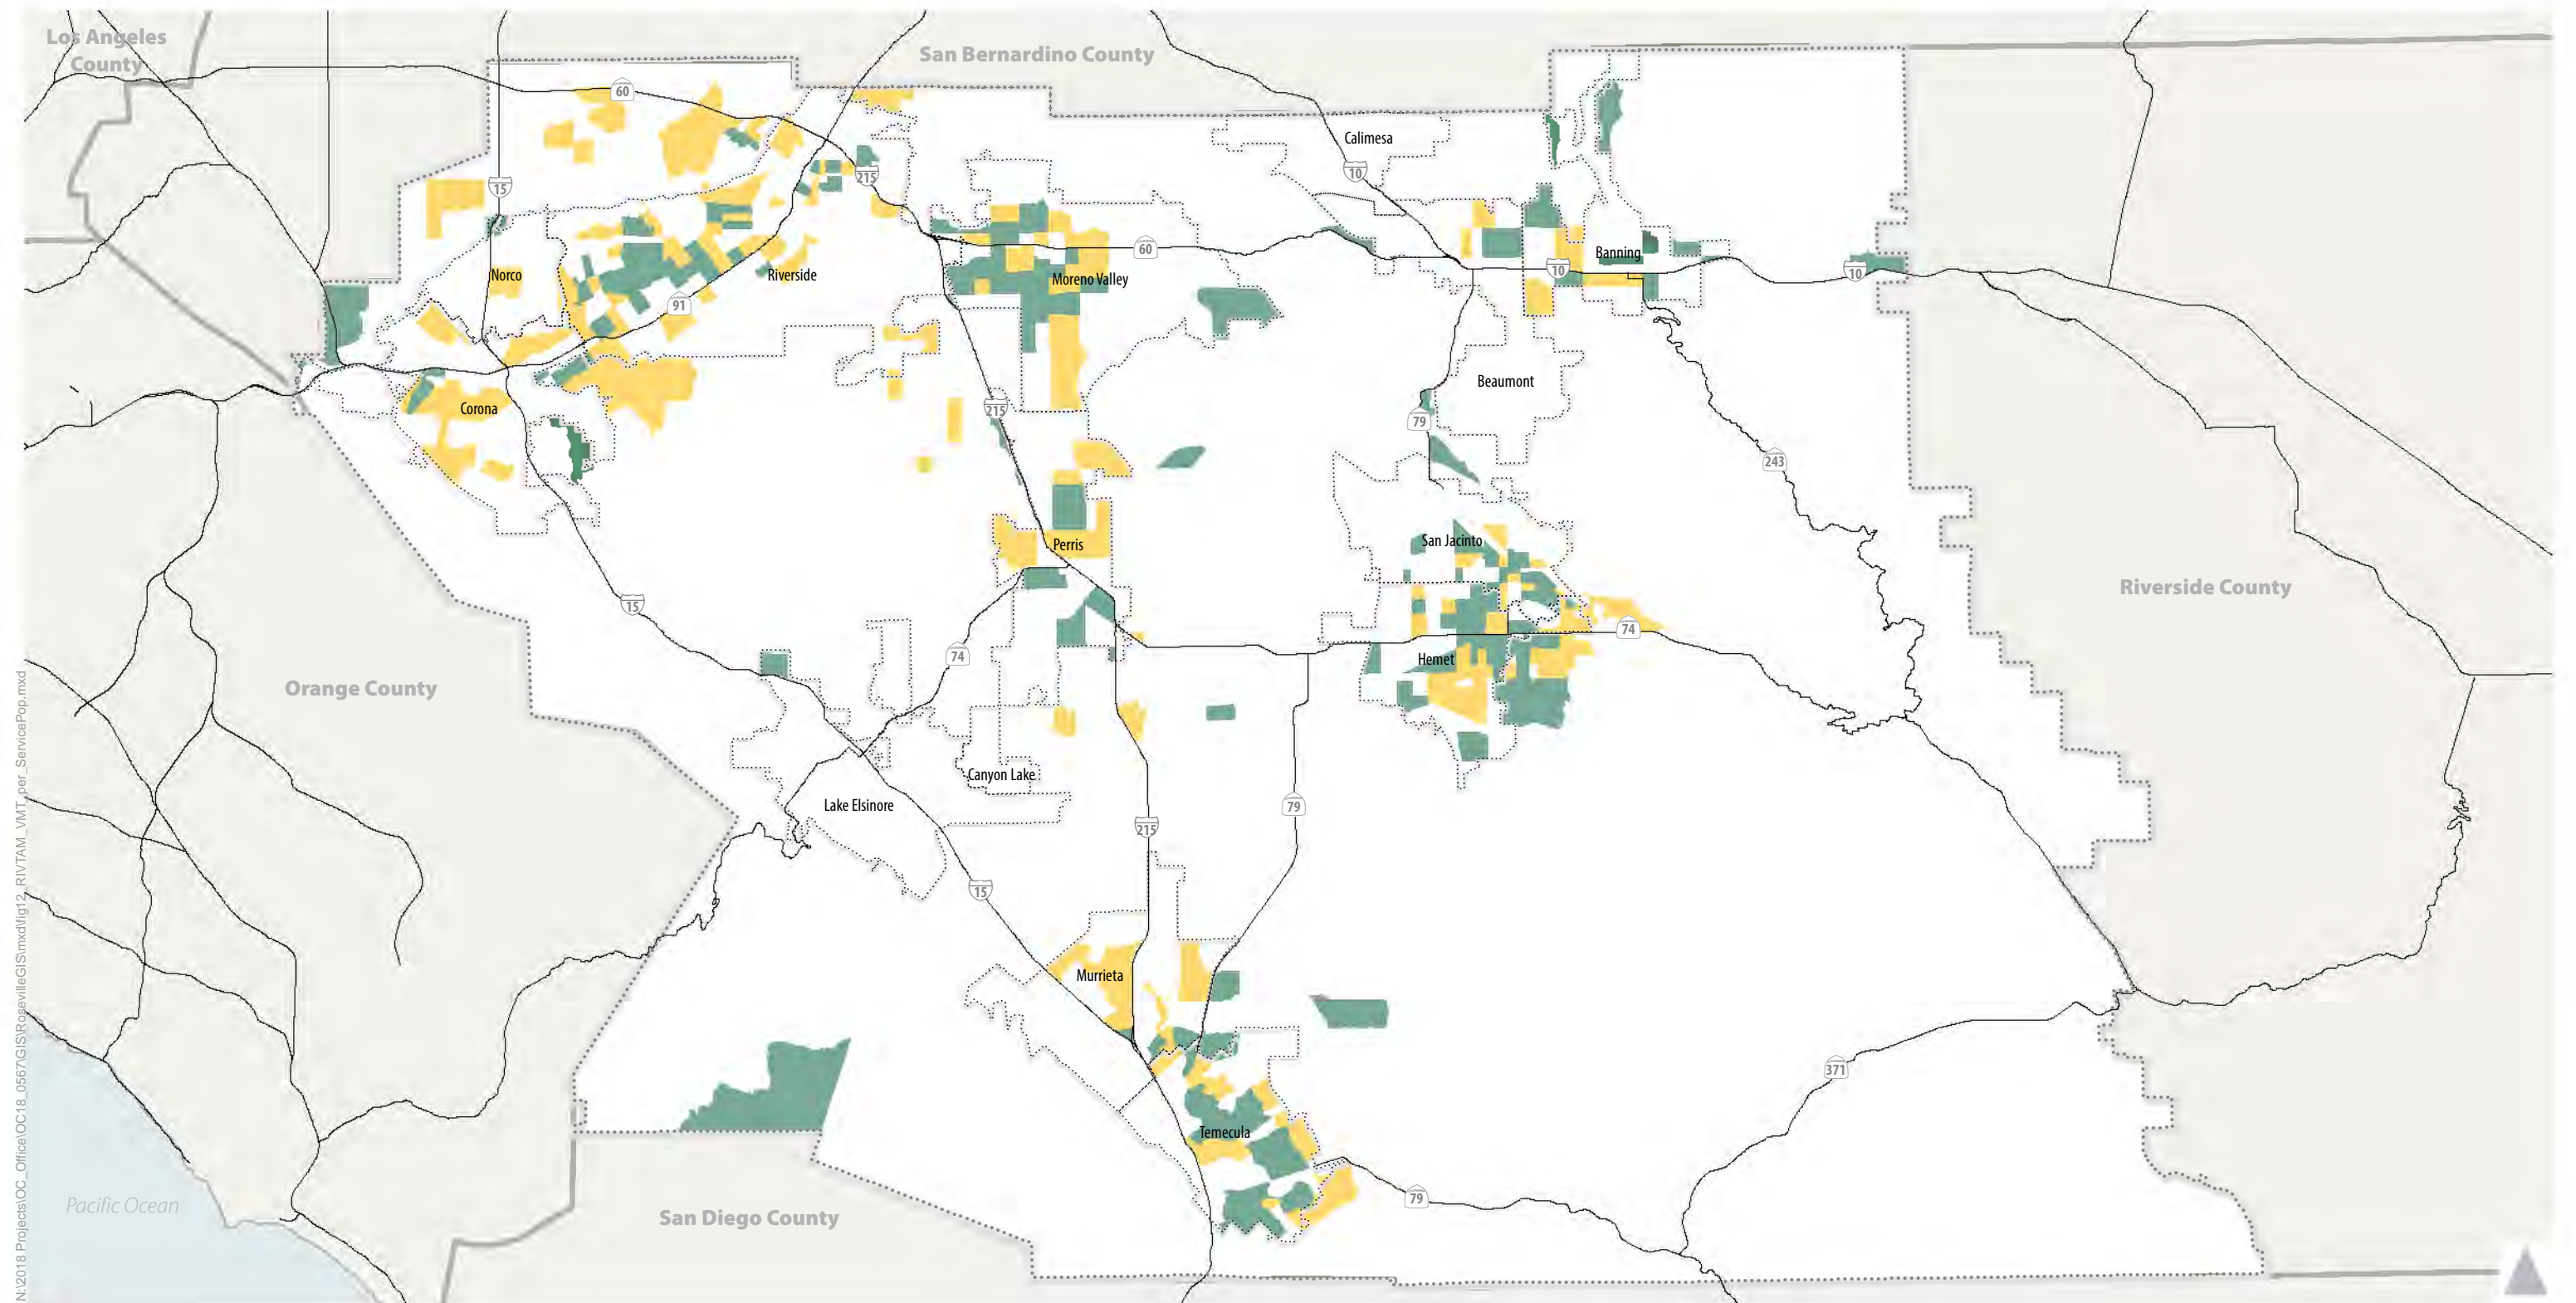 Los Angeles
County
San Bernardino County
60
Calimesa
10
15
215
Banning
60
10
10
Norco
Riverside
Moreno Valley
91
Beaumont
Corona
215
79
243
San Jacinto
Perris
Riverside County
15
74
74
Hemet
Orange County
Canyon Lake
Lake Elsinore
79
215
15
Murrieta
371
Temecula
79
Pacific Ocean
San Diego County
N:\2018 Projects\OC_Office\OC18_0567\GIS\RosevilleGIS\mxd\fig12_RIVTAM_VMT_per_ServicePop.mxd